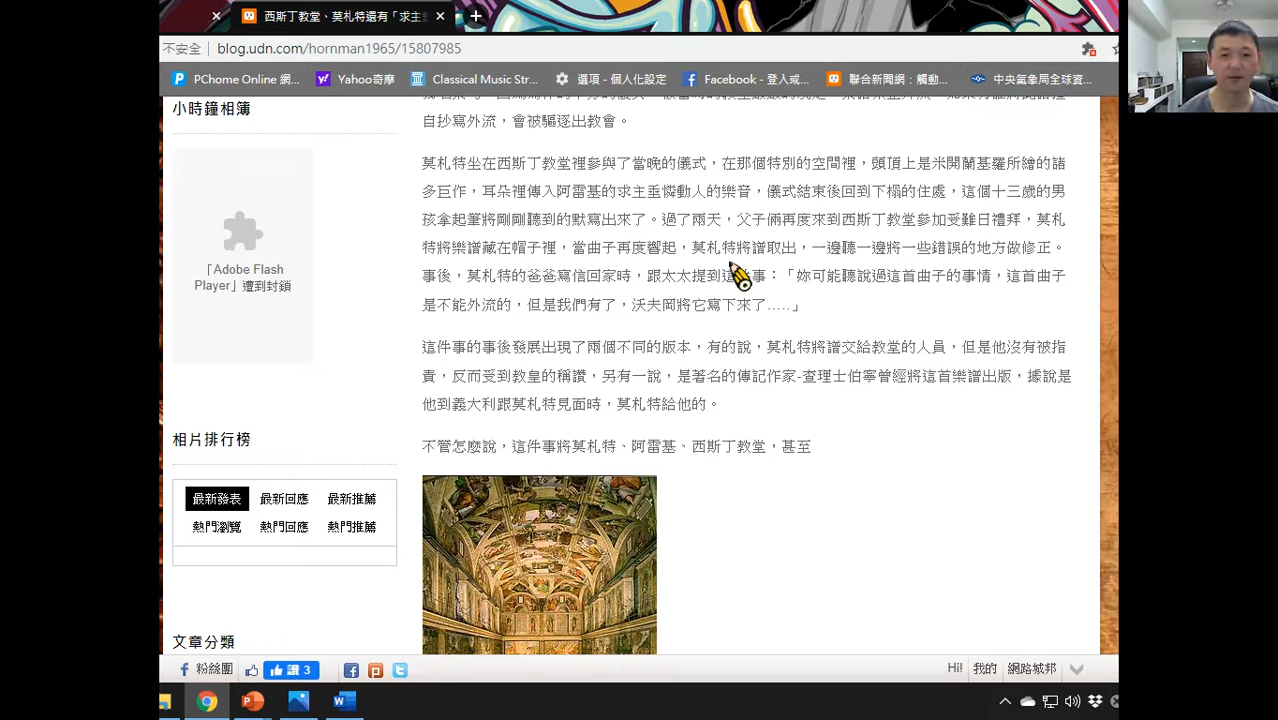 西斯丁教堂、莫札特還有「求主
不安全 | blog.udn.com/hornman1965/15807985
PChome Online 網...
Yahoo奇摩
Classical Music Str...
選項 - 個人化設定
Facebook - 登入或...
聯合新聞網：觸動...
中央氣象局全球資...
小時鐘相簿
「Adobe Flash
Player」遭到封鎖
相片排行榜
最新發表 最新回應 最新推薦
熱門瀏覽 熱門回應 熱門推薦
文章分類
自抄寫外流，會被驅逐出教會。
莫札特坐在西斯丁教堂裡參與了當晚的儀式，在那個特別的空間裡，頭頂上是米開蘭基羅所繪的諸
多巨作，耳朵裡傳入阿雷基的求主垂憐動人的樂音，儀式結束後回到下榻的住處，這個十三歲的男
孩拿起筆將剛剛聽到的默寫出來了。過了兩天，父子倆再度來到西斯丁教堂參加受難日禮拜，莫札
特將樂譜藏在帽子裡，當曲子再度響起，莫札特將譜取出，一邊聽一邊將一些錯誤的地方做修正。
事後，莫札特的爸爸寫信回家時，跟太太提到這事：「妳可能聽說過這首曲子的事情，這首曲子
是不能外流的，但是我們有了，沃夫岡將它寫下來了.....」
這件事的事後發展出現了兩個不同的版本，有的說，莫札特將譜交給教堂的人員，但是他沒有被指
責，反而受到教皇的稱讚，另有一說，是著名的傳記作家-查理士伯寧曾經將這首樂譜出版，據說是
他到義大利跟莫札特見面時，莫札特給他的。
不管怎麼說，這件事將莫札特、阿雷基、西斯丁教堂，甚至
粉絲團
讚 3
Hi! 我的 網路城邦